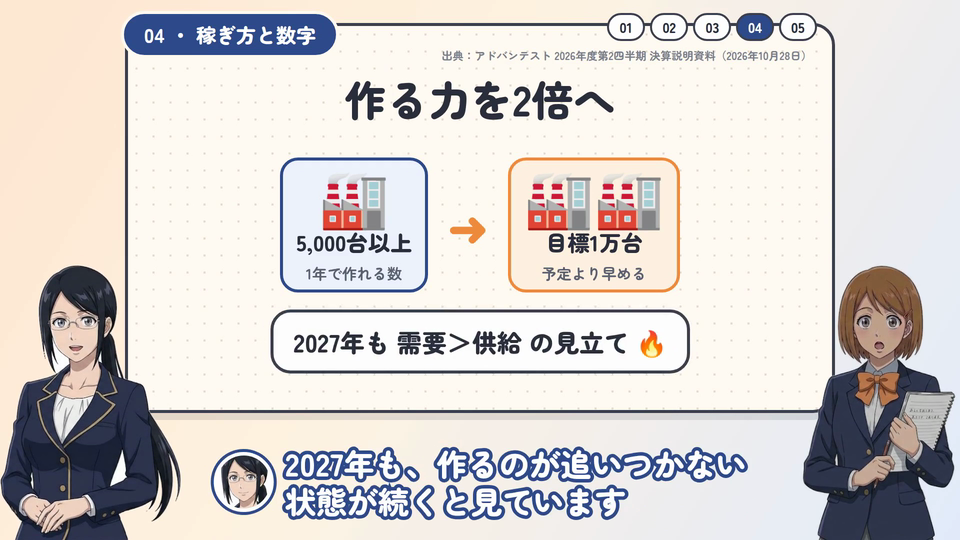 04 ・ 稼ぎ方と数字
01 02 03 04 05
出典：アドバンテスト 2026年度第2四半期 決算説明資料（2026年10月28日）
作る力を2倍へ
5,000台以上
1年で作れる数
目標1万台
予定より早める
2027年も 需要＞供給 の見立て
2027年も、作るのが追いつかない
状態が続くと見ています